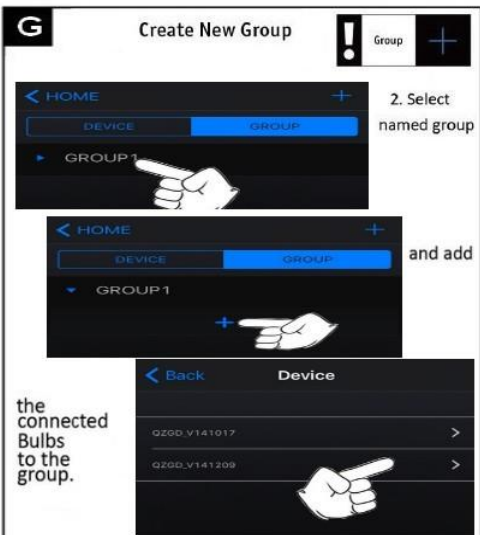 G
Create New Group
! Group +
< HOME +
DEVICE GROUP
GROUP1
2. Select
named group
< HOME +
DEVICE GROUP
GROUP1
+
and add
< Back Device
QZGD_V141017 >
QZGD_V141209 >
the
connected
Bulbs
to the
group.